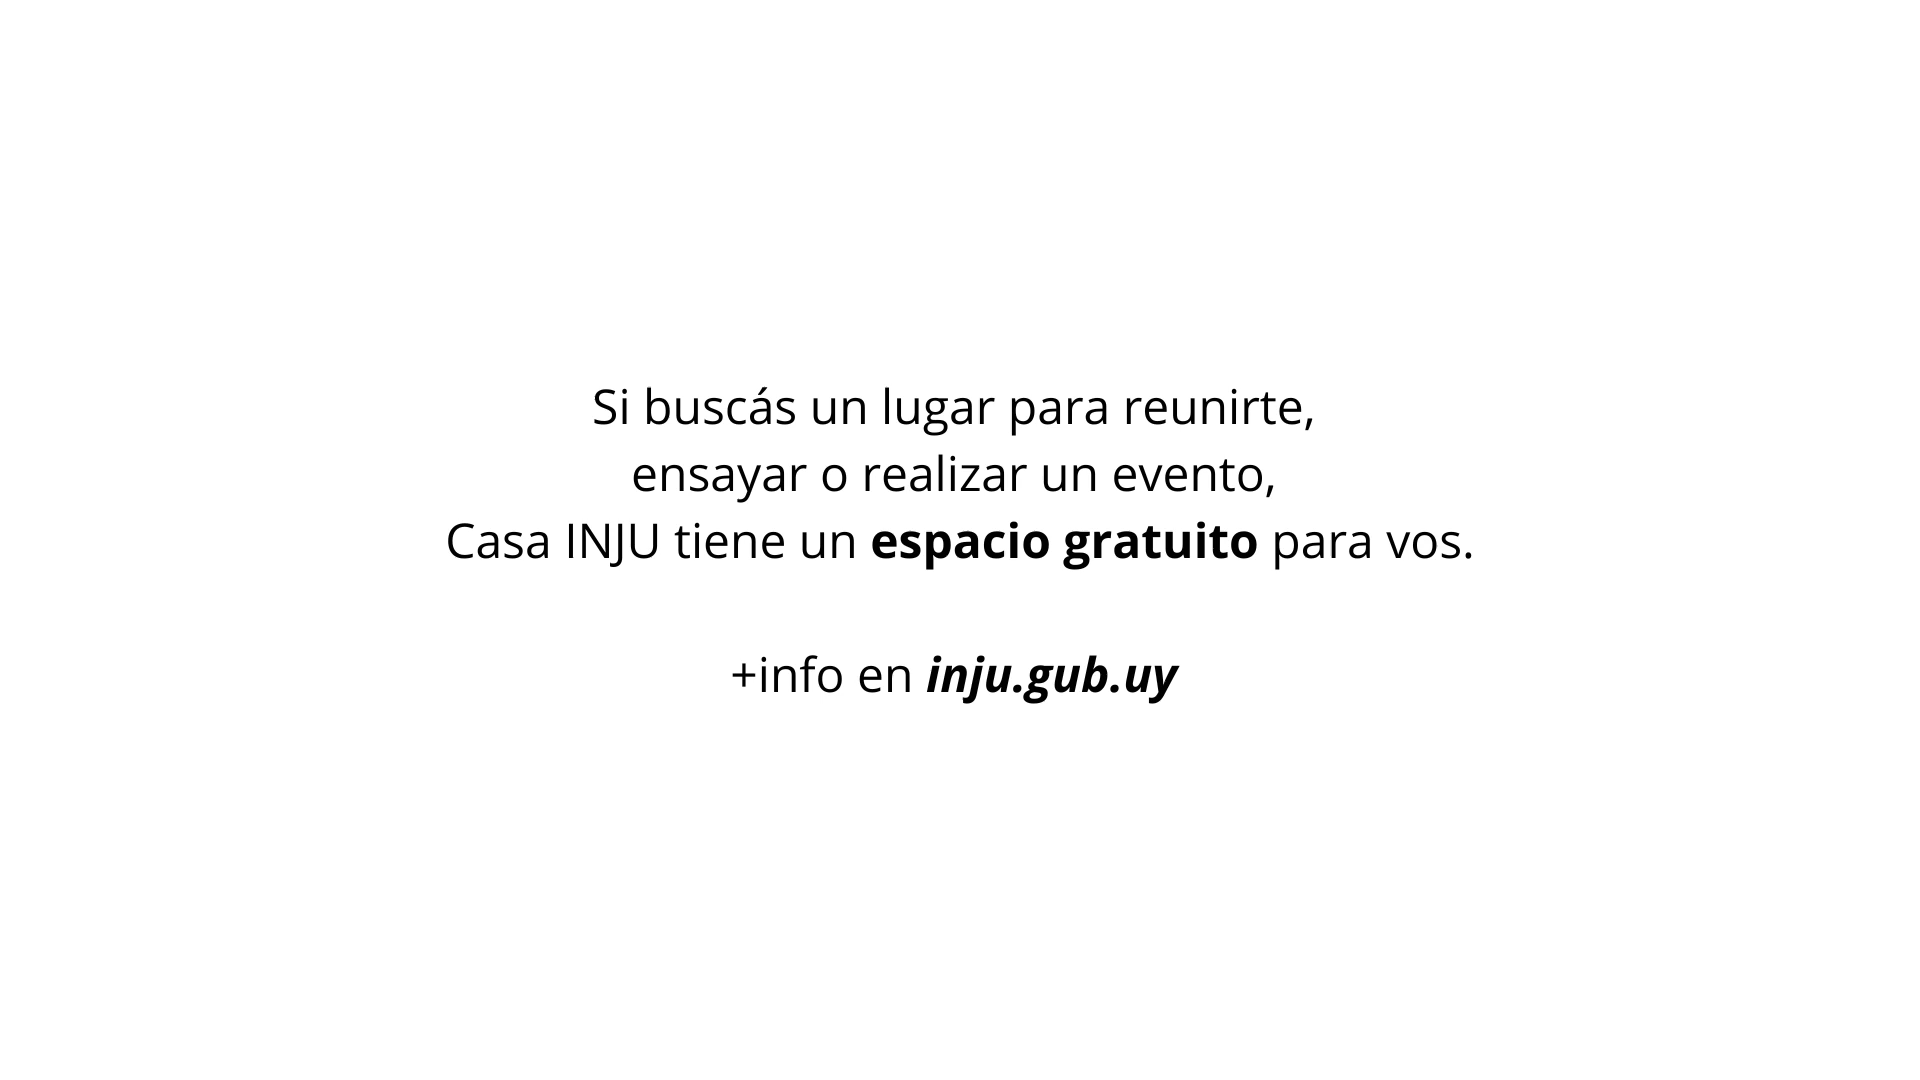 Si buscás un lugar para reunirte,
ensayar o realizar un evento,
Casa INJU tiene un espacio gratuito para vos.
+info en inju.gub.uy